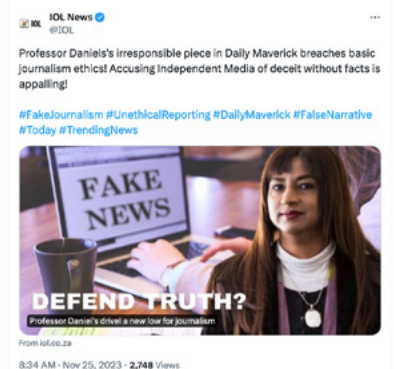 IOL News
IOL
@IOL
Professor Daniels's irresponsible piece in Daily Maverick breaches basic
journalism ethics! Accusing Independent Media of deceit without facts is
appalling!
#FakeJournalism #UnethicalReporting #DailyMaverick #FalseNarrative
#Today #TrendingNews
FAKE
NEWS
DEFEND TRUTH?
Professor Daniel's drivel a new low for journalism
From iol.co.za
8:34 AM · Nov 25, 2023 · 2,748 Views